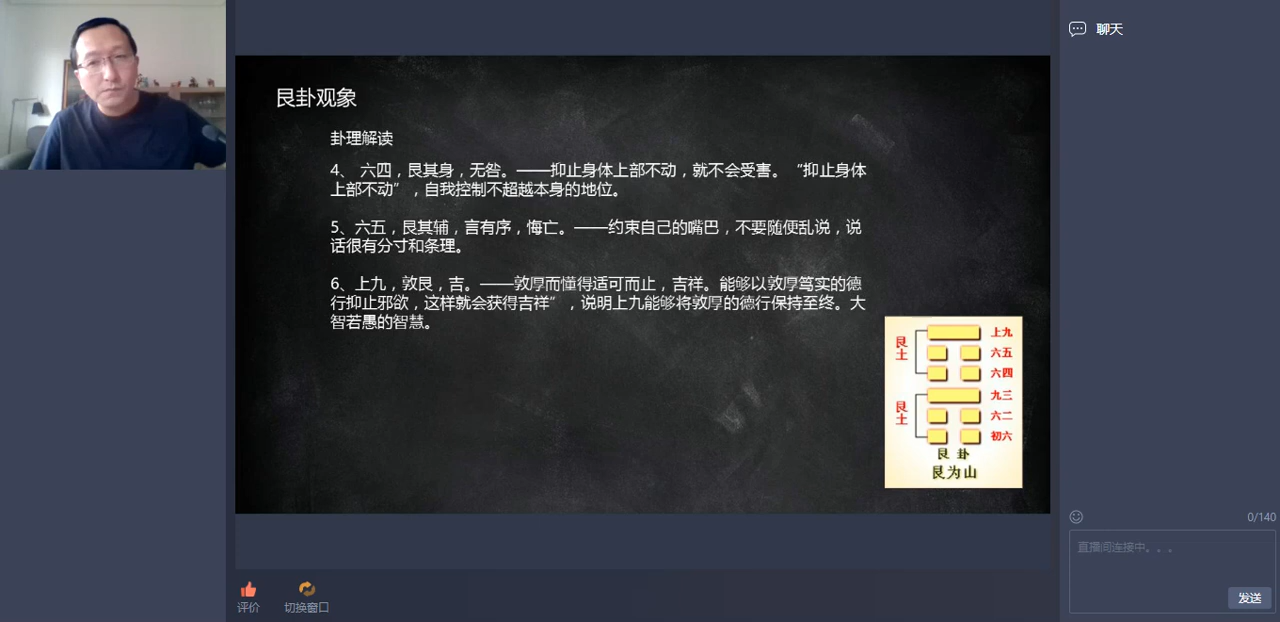 聊天
艮卦观象
卦理解读
4、 六四，艮其身，无咎。——抑止身体上部不动，就不会受害。“抑止身体
上部不动”，自我控制不超越本身的地位。
5、六五，艮其辅，言有序，悔亡。——约束自己的嘴巴，不要随便乱说，说
话很有分寸和条理。
6、上九，敦艮，吉。——敦厚而懂得适可而止，吉祥。能够以敦厚笃实的德
行抑止邪欲，这样就会获得吉祥”，说明上九能够将敦厚的德行保持至终。大
智若愚的智慧。
艮土
上九
六五
六四
艮土
九三
六二
初六
艮 卦
艮为山
0/140
直播间连接中。。。
发送
评价
切换窗口